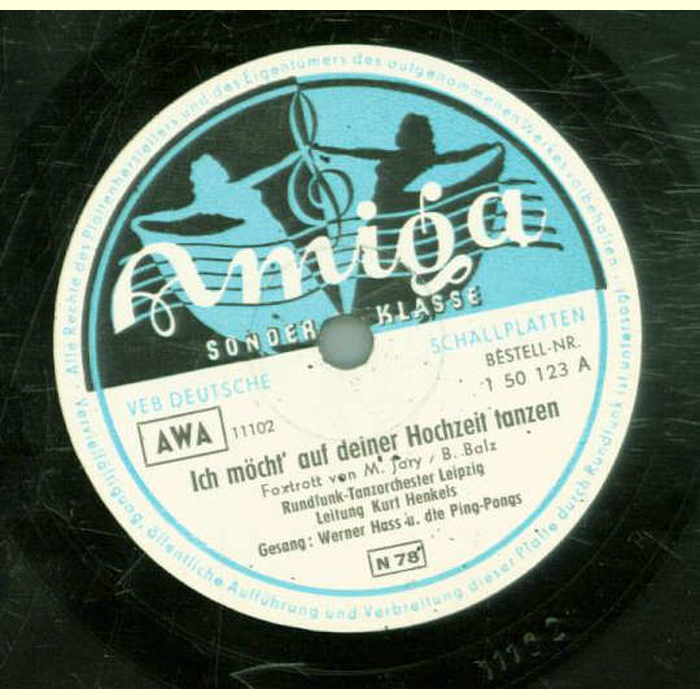 Alle Rechte des Plattenherstellers und des Eigentümers des aufgenommenen Werkes vorbehalten · Vervielfältigung, öffentliche Aufführung und Verbreitung dieser Platte durch Rundfunk ist untersagt
Amiga
SONDER KLASSE
VEB DEUTSCHE SCHALLPLATTEN
BESTELL-NR.
1 50 123 A
AWA 11102
Ich möcht' auf deiner Hochzeit tanzen
Foxtrott von M. Jary / B. Balz
Rundfunk-Tanzorchester Leipzig
Leitung Kurt Henkels
Gesang: Werner Hass u. die Ping-Pongs
N 78